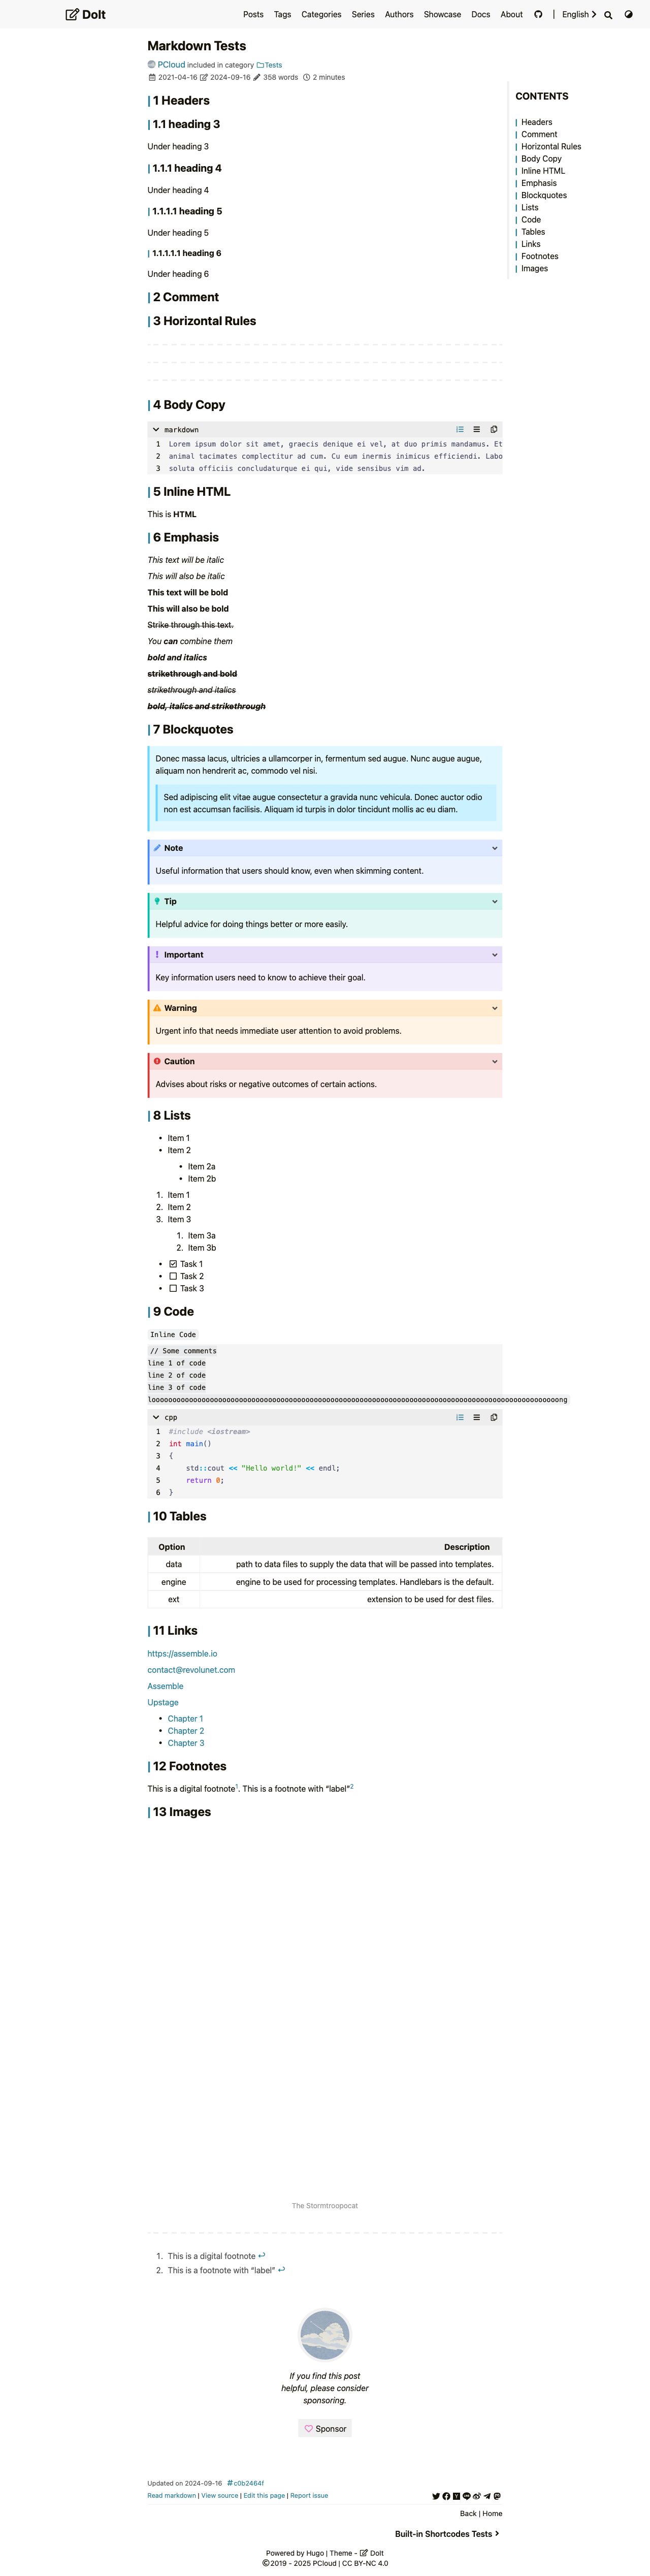 DoIt
Posts Tags Categories Series Authors Showcase Docs About | English
Markdown Tests
PCloud included in category Tests
2021-04-16 2024-09-16 358 words 2 minutes
CONTENTS
Headers
Comment
Horizontal Rules
Body Copy
Inline HTML
Emphasis
Blockquotes
Lists
Code
Tables
Links
Footnotes
Images
1 Headers
1.1 heading 3
Under heading 3
1.1.1 heading 4
Under heading 4
1.1.1.1 heading 5
Under heading 5
1.1.1.1.1 heading 6
Under heading 6
2 Comment
3 Horizontal Rules
4 Body Copy
markdown
1 Lorem ipsum dolor sit amet, graecis denique ei vel, at duo primis mandamus. Et
2 animal tacimates complectitur ad cum. Cu eum inermis inimicus efficiendi. Labo
3 soluta officiis concludaturque ei qui, vide sensibus vim ad.
5 Inline HTML
This is HTML
6 Emphasis
This text will be italic
This will also be italic
This text will be bold
This will also be bold
Strike through this text.
You can combine them
bold and italics
strikethrough and bold
strikethrough and italics
bold, italics and strikethrough
7 Blockquotes
Donec massa lacus, ultricies a ullamcorper in, fermentum sed augue. Nunc augue augue,
aliquam non hendrerit ac, commodo vel nisi.
Sed adipiscing elit vitae augue consectetur a gravida nunc vehicula. Donec auctor odio
non est accumsan facilisis. Aliquam id turpis in dolor tincidunt mollis ac eu diam.
Note
Useful information that users should know, even when skimming content.
Tip
Helpful advice for doing things better or more easily.
Important
Key information users need to know to achieve their goal.
Warning
Urgent info that needs immediate user attention to avoid problems.
Caution
Advises about risks or negative outcomes of certain actions.
8 Lists
• Item 1
• Item 2
• Item 2a
• Item 2b
1. Item 1
2. Item 2
3. Item 3
1. Item 3a
2. Item 3b
• Task 1
• Task 2
• Task 3
9 Code
Inline Code
// Some comments
line 1 of code
line 2 of code
line 3 of code
cpp
1 #include <iostream>
2 int main()
3 {
4 std::cout << "Hello world!" << endl;
5 return 0;
6 }
10 Tables
Option Description
data path to data files to supply the data that will be passed into templates.
engine engine to be used for processing templates. Handlebars is the default.
ext extension to be used for dest files.
11 Links
https://assemble.io
contact@revolunet.com
Assemble
Upstage
• Chapter 1
• Chapter 2
• Chapter 3
12 Footnotes
This is a digital footnote1. This is a footnote with “label”2
13 Images
The Stormtroopocat
1. This is a digital footnote ↩
2. This is a footnote with “label” ↩
If you find this post
helpful, please consider
sponsoring.
Sponsor
Updated on 2024-09-16 #c0b2464f
Read markdown | View source | Edit this page | Report issue
Back | Home
Built-in Shortcodes Tests
Powered by Hugo | Theme - DoIt
©2019 - 2025 PCloud | CC BY-NC 4.0